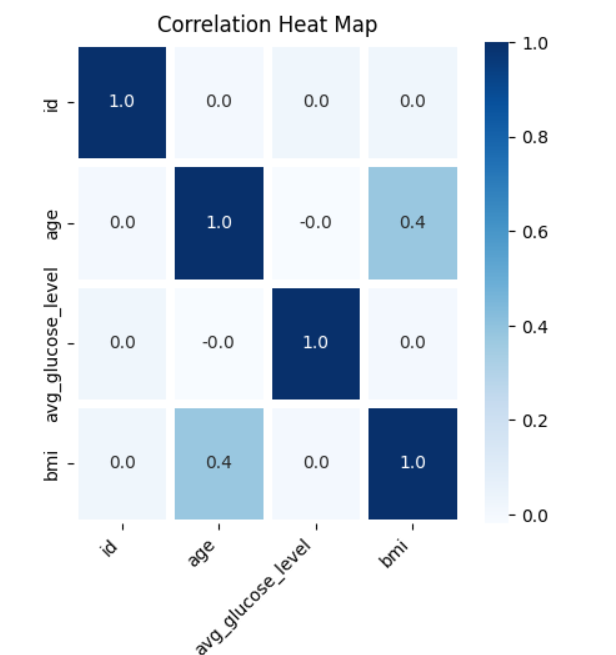 Correlation Heat Map
id 1.0 0.0 0.0 0.0
age 0.0 1.0 -0.0 0.4
avg_glucose_level 0.0 -0.0 1.0 0.0
bmi 0.0 0.4 0.0 1.0
id age avg_glucose_level bmi
1.0
0.8
0.6
0.4
0.2
0.0